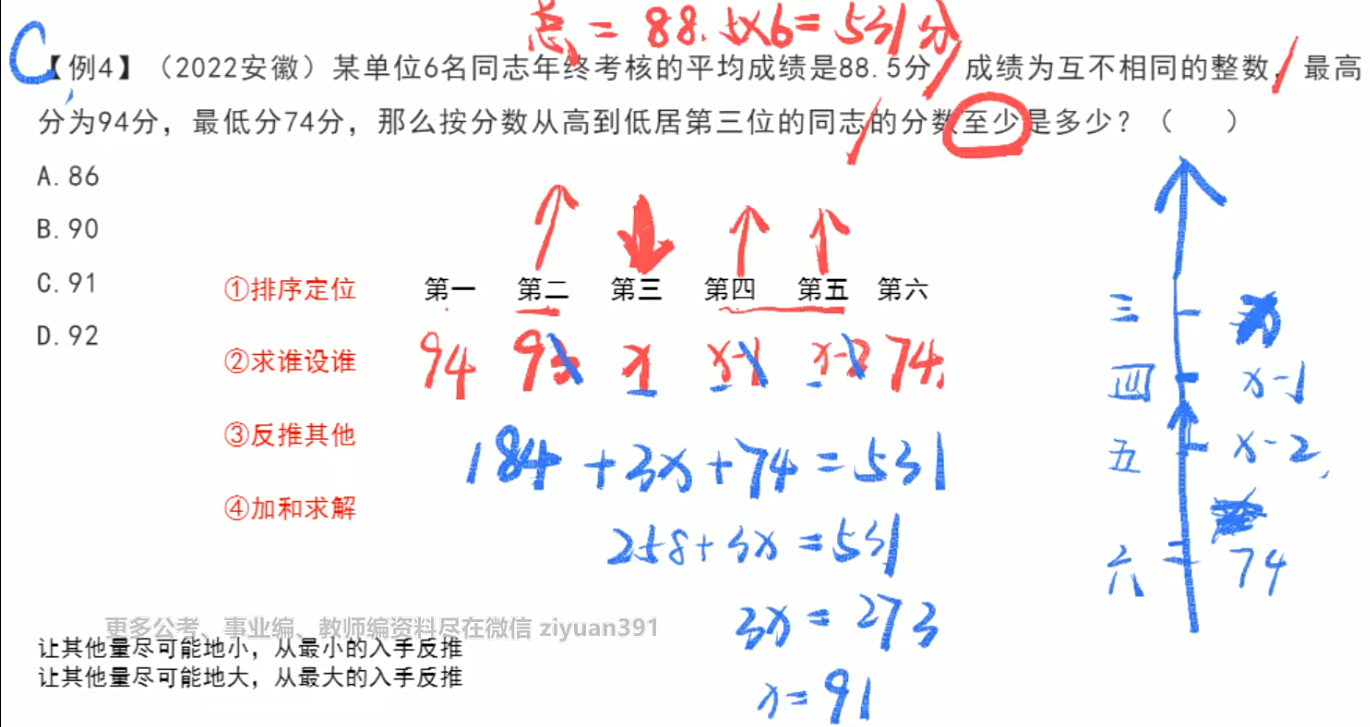 总 = 88.5×6 = 531分
C
【例4】（2022安徽）某单位6名同志年终考核的平均成绩是88.5分，成绩为互不相同的整数，最高
分为94分，最低分74分，那么按分数从高到低居第三位的同志的分数至少是多少？（ ）
A.86
B.90
C.91
D.92
①排序定位 第一 第二 第三 第四 第五 第六
②求谁设谁 94 93 x x-1 x-2 74
③反推其他
④加和求解
184+3x+74=531
258+3x=531
3x=273
x=91
三
四 x-1
五 x-2
六 74
更多公考、事业编、教师编资料尽在微信 ziyuan391
让其他量尽可能地小，从最小的入手反推
让其他量尽可能地大，从最大的入手反推